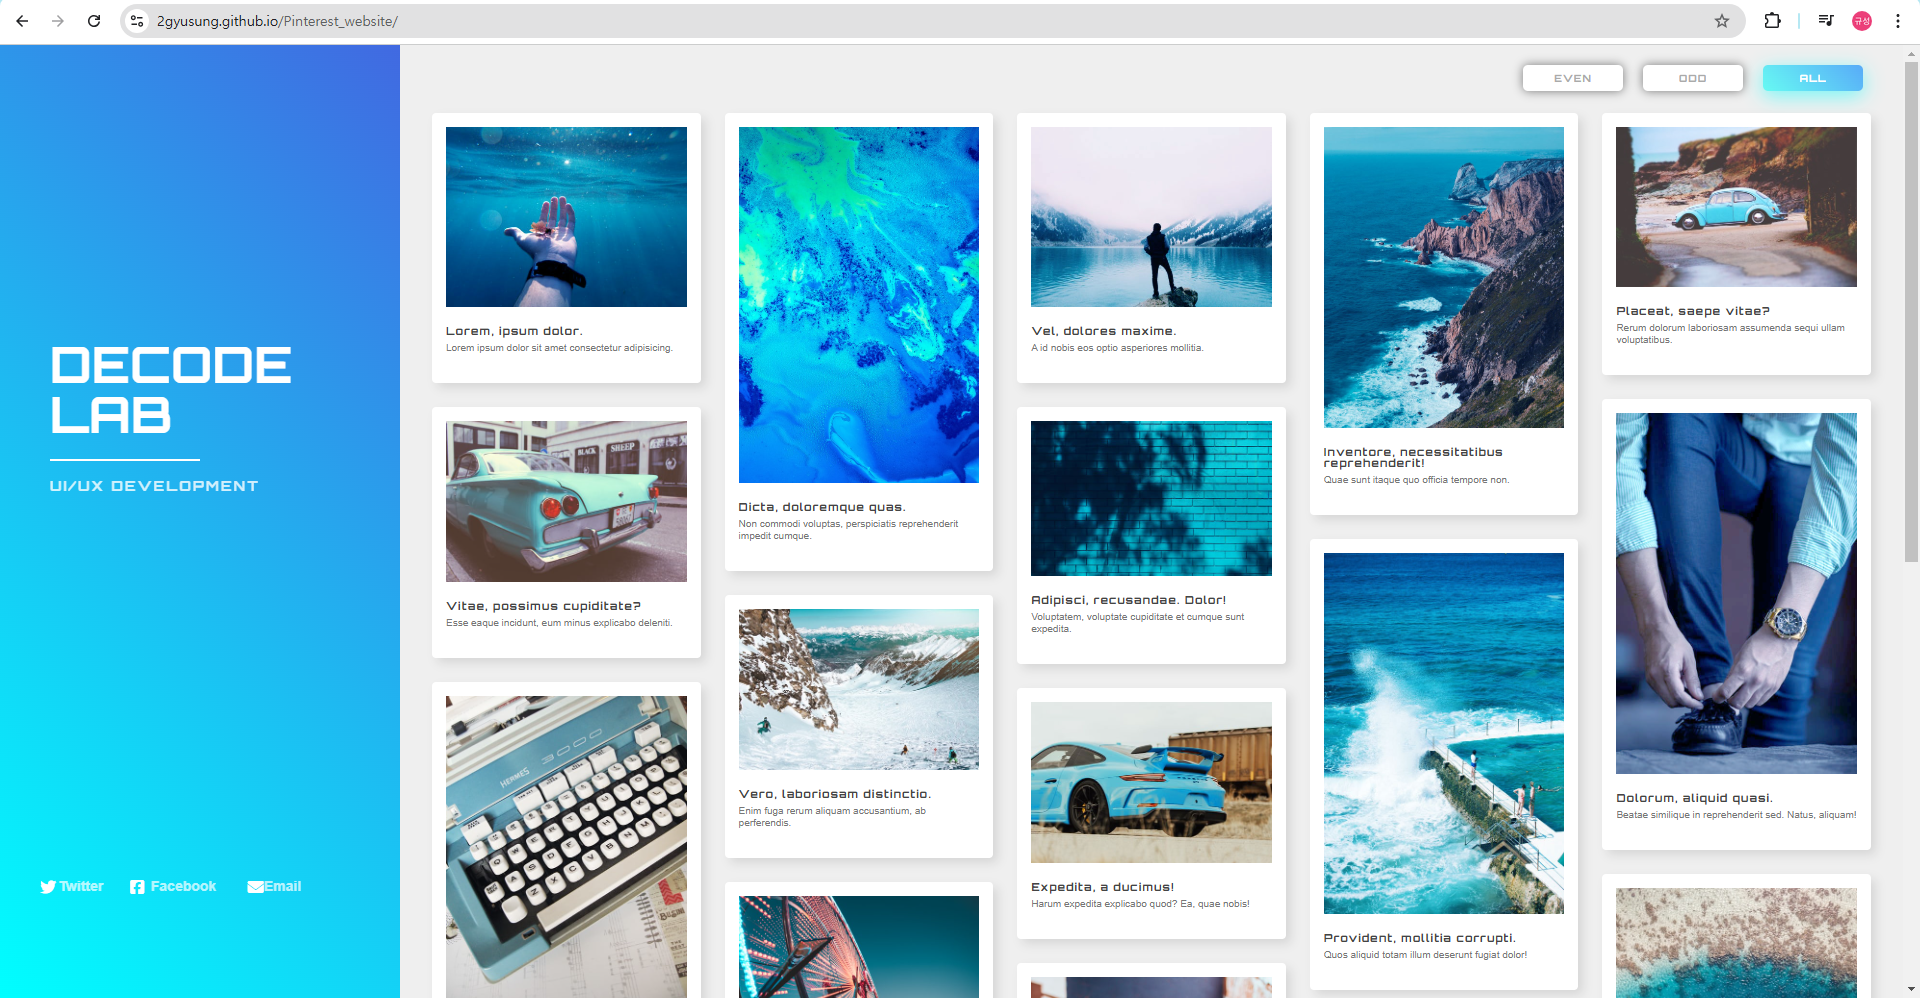 2gyusung.github.io/Pinterest_website/
규성
DECODE
LAB
UI/UX DEVELOPMENT
Twitter
Facebook
Email
EVEN
ODD
ALL
Lorem, ipsum dolor.
Lorem ipsum dolor sit amet consectetur adipisicing.
BLACK
SHEEP
Vitae, possimus cupiditate?
Esse eaque incidunt, eum minus explicabo deleniti.
HERMES
3000
Dicta, doloremque quas.
Non commodi voluptas, perspiciatis reprehenderit
impedit cumque.
Vero, laboriosam distinctio.
Enim fuga rerum aliquam accusantium, ab
perferendis.
Vel, dolores maxime.
A id nobis eos optio asperiores mollitia.
Adipisci, recusandae. Dolor!
Voluptatem, voluptate cupiditate et cumque sunt
expedita.
Expedita, a ducimus!
Harum expedita explicabo quod? Ea, quae nobis!
Inventore, necessitatibus
reprehenderit!
Quae sunt itaque quo officia tempore non.
Provident, mollitia corrupti.
Quos aliquid totam illum deserunt fugiat dolor!
Placeat, saepe vitae?
Rerum dolorum laboriosam assumenda sequi ullam
voluptatibus.
Dolorum, aliquid quasi.
Beatae similique in reprehenderit sed. Natus, aliquam!